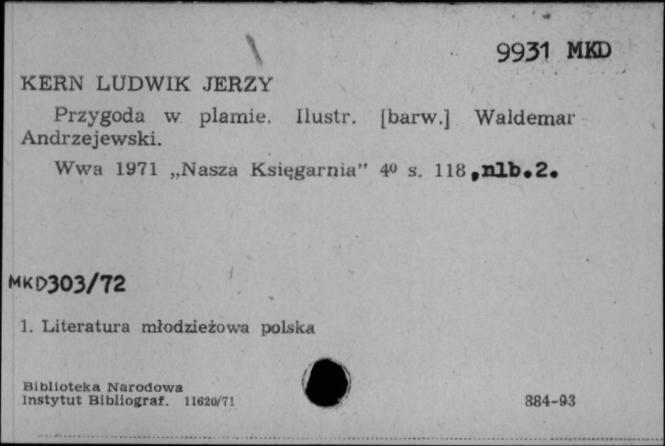 9931 MKD
KERN LUDWIK JERZY
Przygoda w plamie. Ilustr. [barw.] Waldemar
Andrzejewski.
Wwa 1971 „Nasza Księgarnia" 4⁰ s. 118,nlb.2.
MKD303/72
1. Literatura młodzieżowa polska
Biblioteka Narodowa
Instytut Bibliograf. 11620/71
884-93